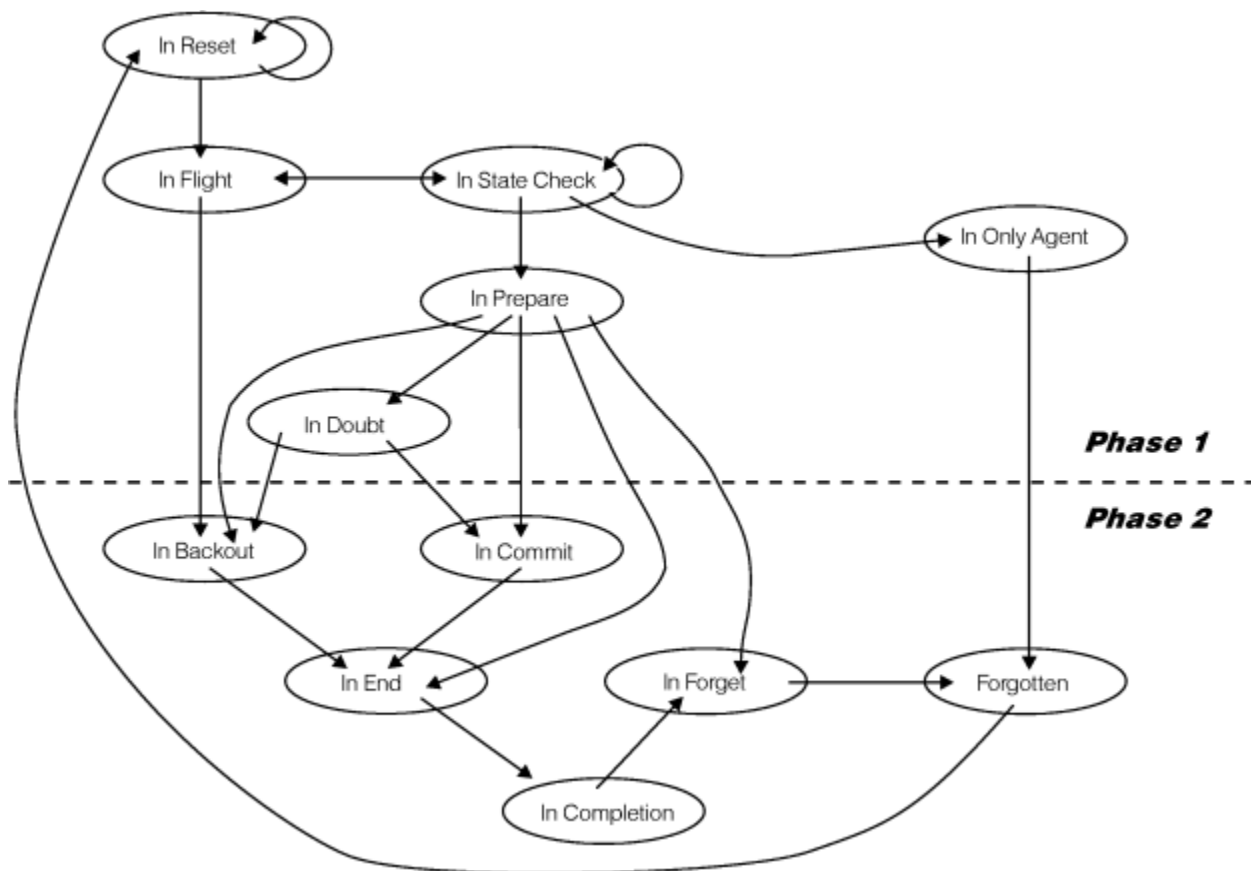 In Reset
In Flight
In State Check
In Only Agent
In Prepare
In Doubt
Phase 1
Phase 2
In Backout
In Commit
In End
In Forget
Forgotten
In Completion